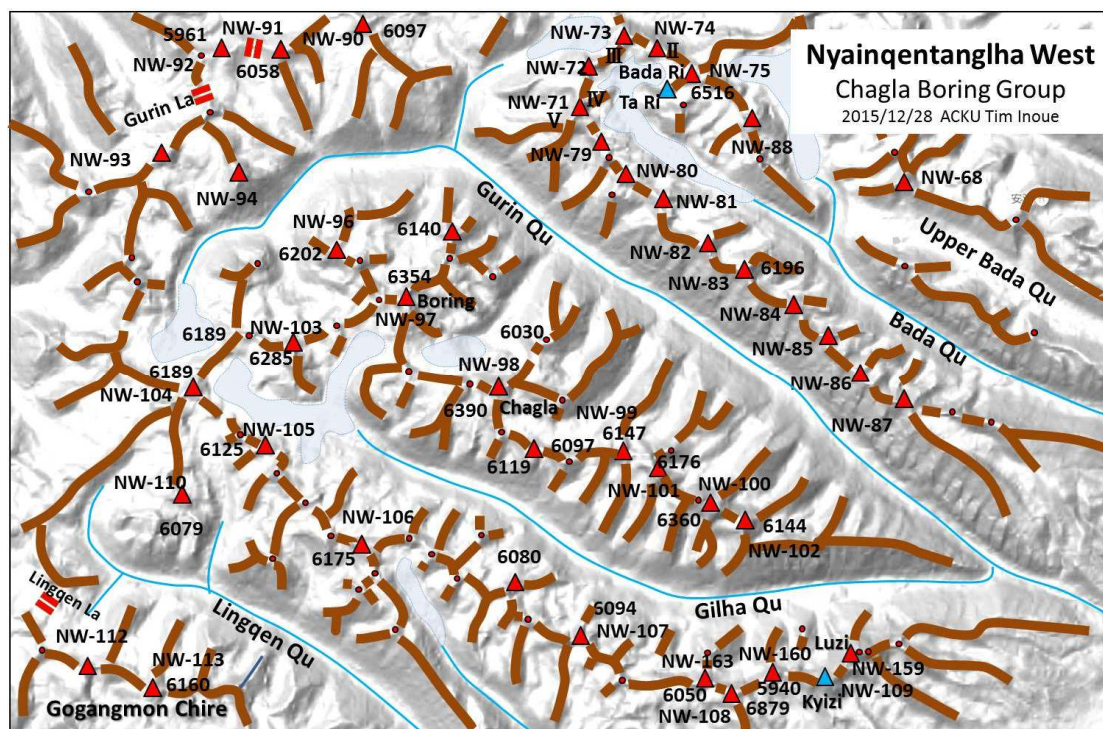 Nyainqentanglha West
Chagla Boring Group
2015/12/28 ACKU Tim Inoue
5961
NW-91
NW-90
6097
NW-92
6058
Gurin La
NW-93
NW-94
NW-73
NW-74
III
II
NW-72
Bada Ri
NW-75
NW-71
IV
Ta Ri
6516
V
NW-79
NW-88
NW-80
NW-81
NW-68
Gurin Qu
Upper Bada Qu
NW-96
6140
6202
NW-82
6354
NW-83
6196
Boring
NW-97
NW-84
Bada Qu
6189
NW-103
6030
NW-85
6285
NW-98
6189
NW-86
NW-104
6390
Chagla
NW-99
NW-87
NW-105
6147
6125
6119
6097
6176
NW-101
NW-100
NW-110
6360
6144
6079
NW-106
NW-102
6175
6080
Lingqen La
Gilha Qu
Lingqen Qu
5094
NW-107
NW-112
Luzi
NW-113
NW-163
NW-160
NW-159
6160
6050
5940
NW-109
Gogangmon Chire
NW-108
6879
Kyizi